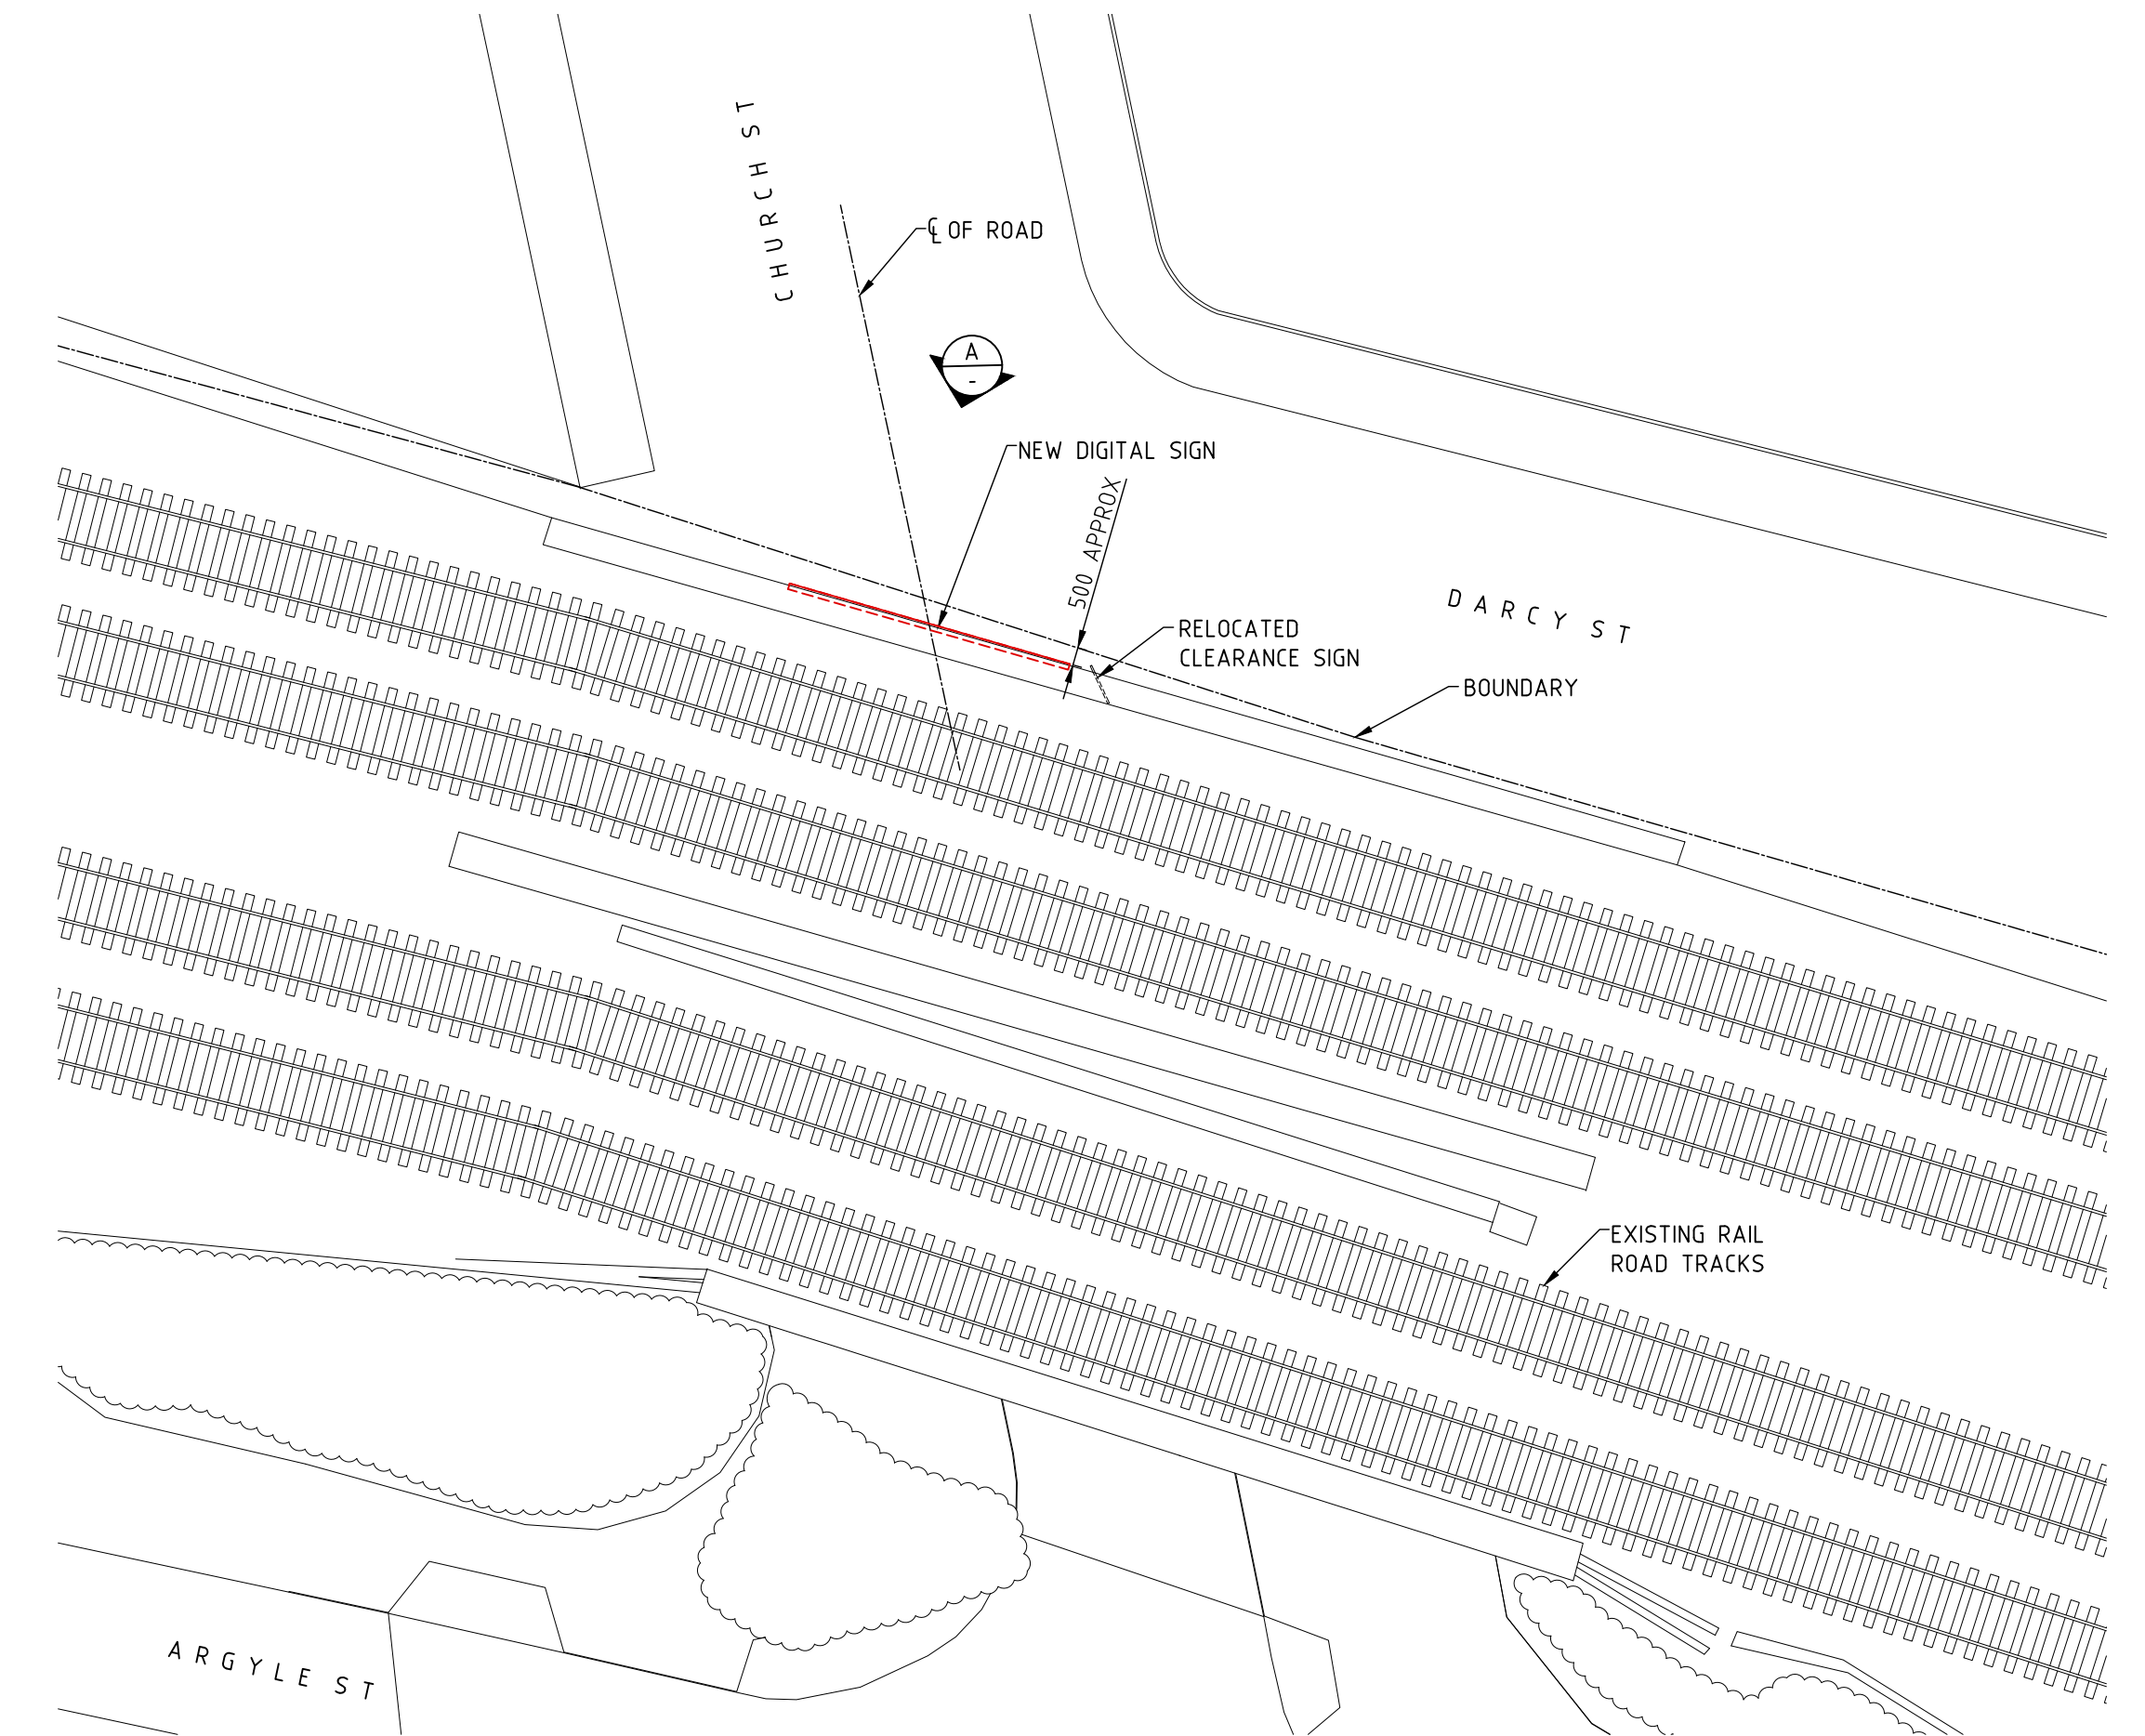 CHURCH ST
℄ OF ROAD
A
-
NEW DIGITAL SIGN
500 APPROX
DARCY ST
RELOCATED
CLEARANCE SIGN
BOUNDARY
EXISTING RAIL
ROAD TRACKS
ARGYLE ST